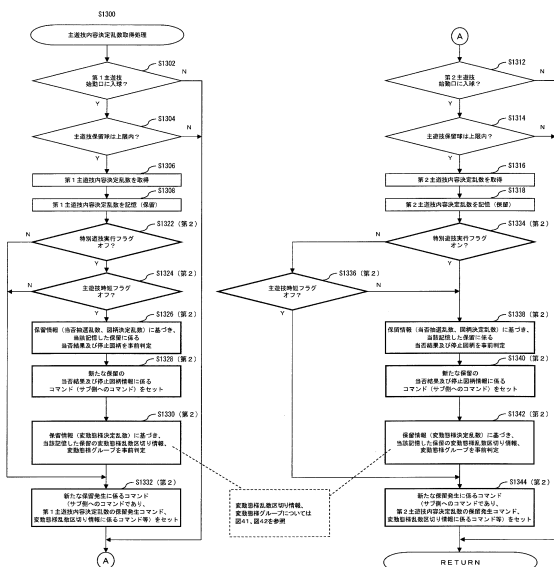 S1300
主遊技内容決定乱数取得処理
S1302
第1主遊技
始動口に入球?
N
Y
S1304
主遊技保留球は上限内?
N
Y
S1306
第1主遊技内容決定乱数を取得
S1308
第1主遊技内容決定乱数を記憶（保留）
S1322（第2）
特別遊技実行フラグ
オフ?
N
Y
S1324（第2）
主遊技時短フラグ
オフ?
N
Y
S1326（第2）
保留情報（当否抽選乱数、図柄決定乱数）に基づき、
当該記憶した保留に係る
当否結果及び停止図柄を事前判定
S1328（第2）
新たな保留の
当否結果及び停止図柄情報に係る
コマンド（サブ側へのコマンド）をセット
S1330（第2）
保留情報（変動態様決定乱数）に基づき、
当該記憶した保留の変動態様乱数区切り情報、
変動態様グループを事前判定
S1332（第2）
新たな保留発生に係るコマンド
（サブ側へのコマンドであり、
第1主遊技内容決定乱数の保留発生コマンド、
変動態様乱数区切り情報に係るコマンド等）をセット
A
A
S1312
第2主遊技
始動口に入球?
N
Y
S1314
主遊技保留球は上限内?
N
Y
S1316
第2主遊技内容決定乱数を取得
S1318
第2主遊技内容決定乱数を記憶（保留）
S1334（第2）
特別遊技実行フラグ
オン?
N
Y
S1336（第2）
主遊技時短フラグ
オフ?
N
Y
S1338（第2）
保留情報（当否抽選乱数、図柄決定乱数）に基づき、
当該記憶した保留に係る
当否結果及び停止図柄を事前判定
S1340（第2）
新たな保留の
当否結果及び停止図柄情報に係る
コマンド（サブ側へのコマンド）をセット
S1342（第2）
保留情報（変動態様決定乱数）に基づき、
当該記憶した保留の変動態様乱数区切り情報、
変動態様グループを事前判定
S1344（第2）
新たな保留発生に係るコマンド
（サブ側へのコマンドであり、
第2主遊技内容決定乱数の保留発生コマンド、
変動態様乱数区切り情報に係るコマンド等）をセット
RETURN
変動態様乱数区切り情報、
変動態様グループについては
図41、図42を参照